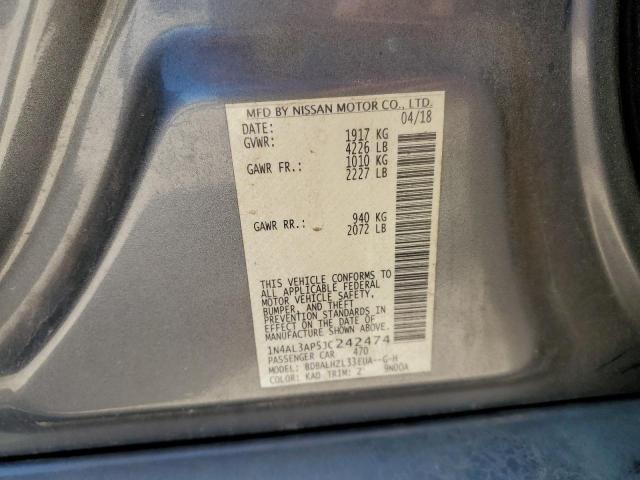 MFD BY NISSAN MOTOR CO., LTD.
DATE: 04/18
GVWR: 1917 KG
4226 LB
GAWR FR.: 1010 KG
2227 LB
GAWR RR.: 940 KG
2072 LB
THIS VEHICLE CONFORMS TO
ALL APPLICABLE FEDERAL
MOTOR VEHICLE SAFETY,
BUMPER, AND THEFT
PREVENTION STANDARDS IN
EFFECT ON THE DATE OF
MANUFACTURE SHOWN ABOVE.
1N4AL3AP5JC242474
PASSENGER CAR 470
MODEL: BDBALHZL33EUA--G-H
COLOR: KAD TRIM: Z 9N00A